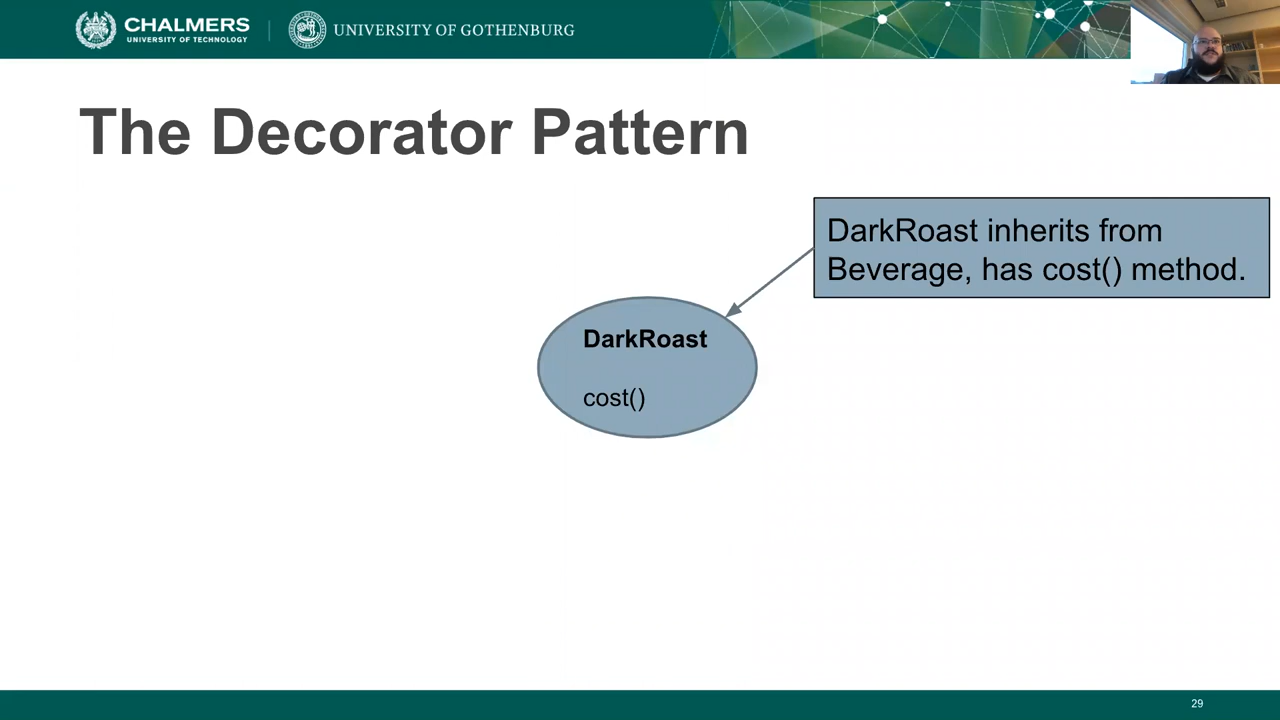 CHALMERS
UNIVERSITY OF TECHNOLOGY
UNIVERSITY OF GOTHENBURG
The Decorator Pattern
DarkRoast inherits from
Beverage, has cost() method.
DarkRoast
cost()
29